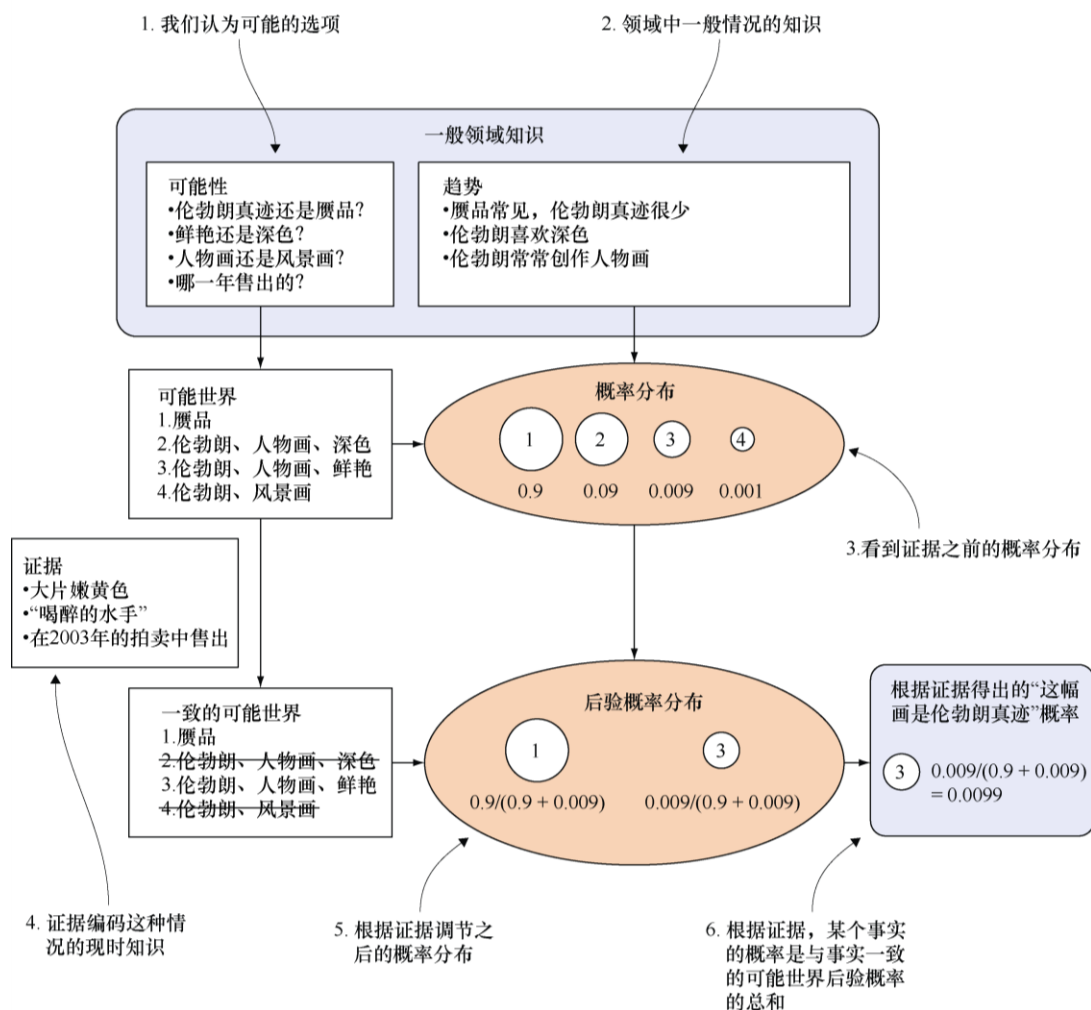 1. 我们认为可能的选项
2. 领域中一般情况的知识
一般领域知识
可能性
•伦勃朗真迹还是赝品？
•鲜艳还是深色？
•人物画还是风景画？
•哪一年售出的？
趋势
•赝品常见，伦勃朗真迹很少
•伦勃朗喜欢深色
•伦勃朗常常创作人物画
可能世界
1.赝品
2.伦勃朗、人物画、深色
3.伦勃朗、人物画、鲜艳
4.伦勃朗、风景画
概率分布
1 2 3 4
0.9 0.09 0.009 0.001
3.看到证据之前的概率分布
证据
•大片嫩黄色
•“喝醉的水手”
•在2003年的拍卖中售出
一致的可能世界
1.赝品
2.伦勃朗、人物画、深色
3.伦勃朗、人物画、鲜艳
4.伦勃朗、风景画
后验概率分布
1 3
0.9/(0.9 + 0.009) 0.009/(0.9 + 0.009)
根据证据得出的“这幅
画是伦勃朗真迹”概率
3 0.009/(0.9 + 0.009)
= 0.0099
4. 证据编码这种情
况的现时知识
5. 根据证据调节之
后的概率分布
6. 根据证据，某个事实
的概率是与事实一致
的可能世界后验概率
的总和